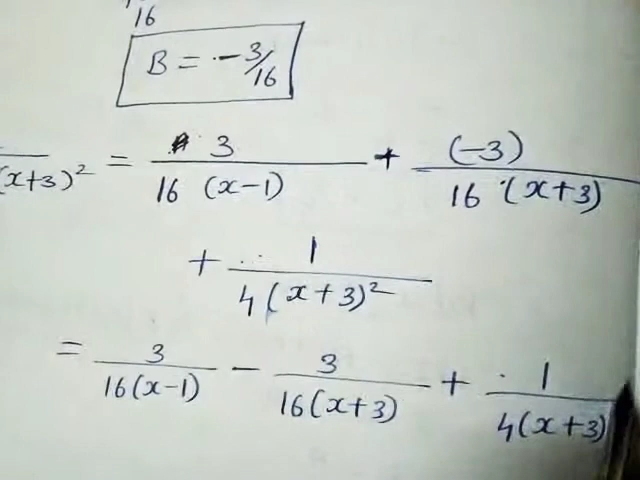 16
B = -3/16
(x+3)² = 3/16 (x-1) + (-3)/16 (x+3)
+ 1/4(x+3)²
= 3/16(x-1) - 3/16(x+3) + 1/4(x+3)